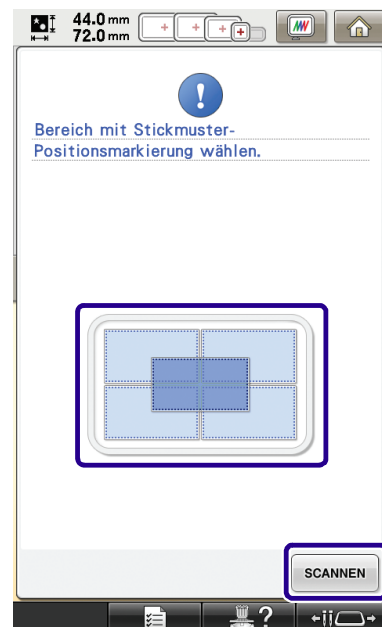 44.0 mm
72.0 mm
Bereich mit Stickmuster-
Positionsmarkierung wählen.
SCANNEN